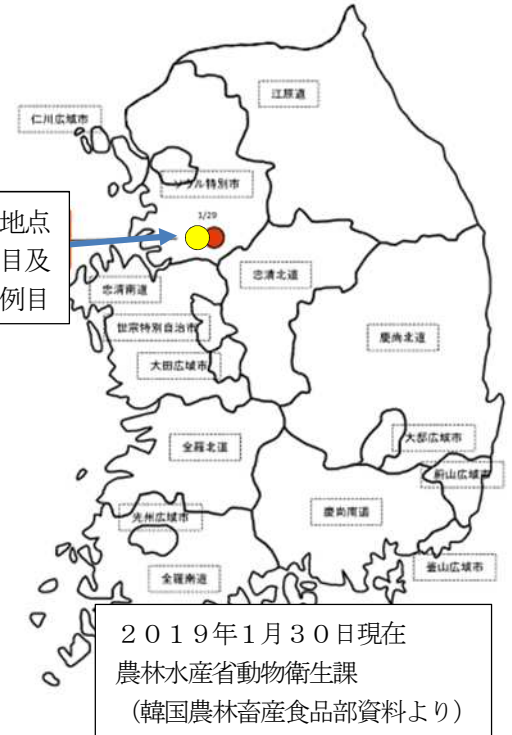 江原道
仁川広域市
ソウル特別市
1/29
地点
目及
例目
忠清南道
忠清北道
世宗特別自治市
大田広域市
慶尚北道
大邸広域市
全羅北道
蔚山広域市
慶尚南道
光州広域市
釜山広域市
全羅南道
2019年1月30日現在
農林水産省動物衛生課
(韓国農林畜産食品部資料より)